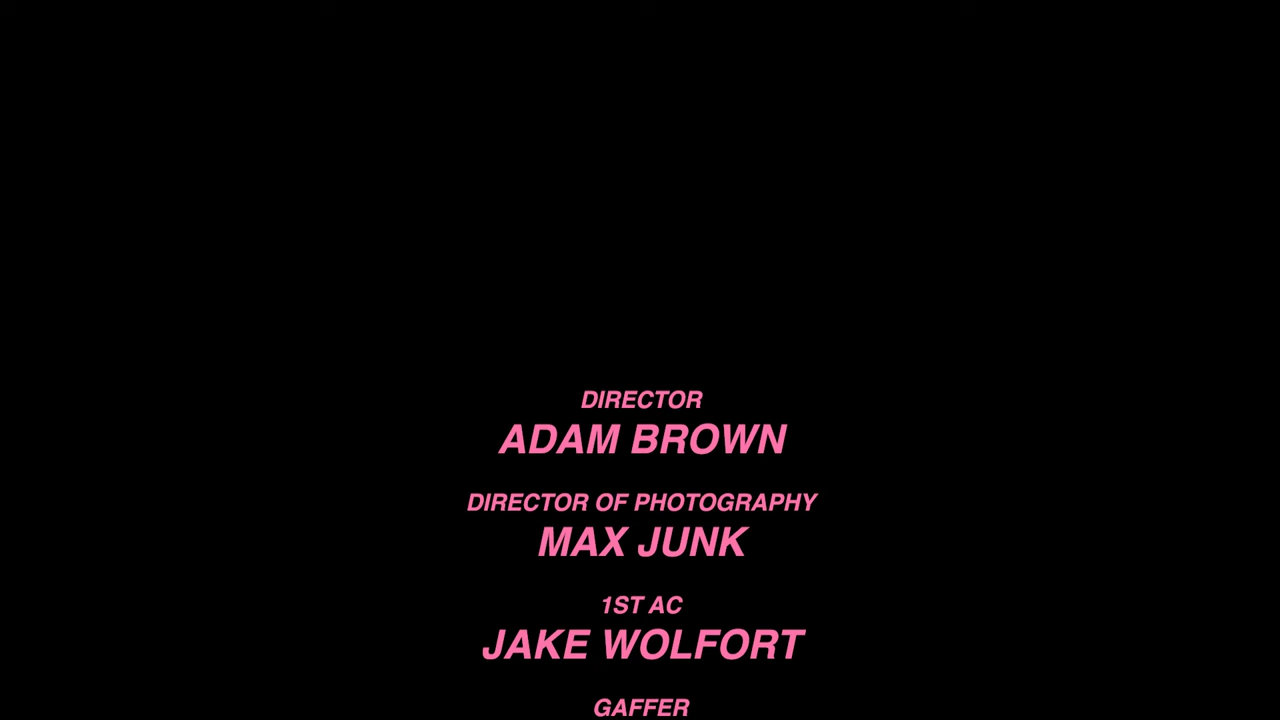 DIRECTOR
ADAM BROWN
DIRECTOR OF PHOTOGRAPHY
MAX JUNK
1ST AC
JAKE WOLFORT
GAFFER